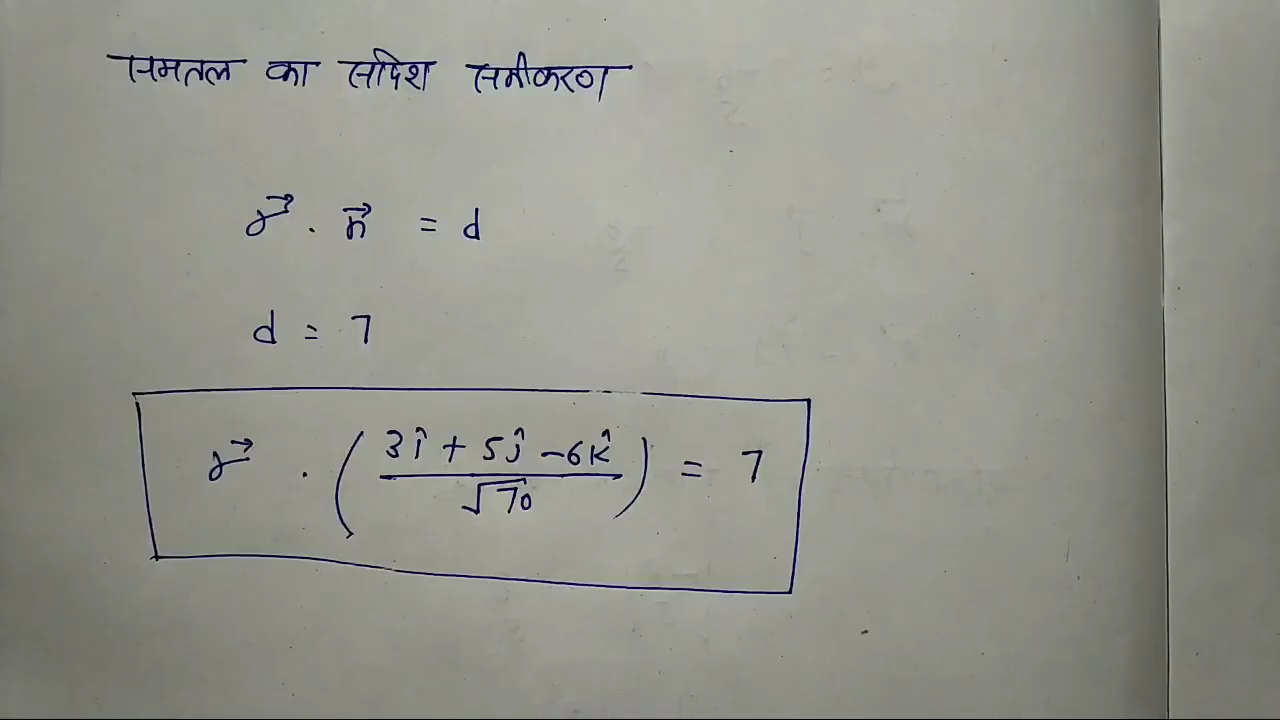 समतल का सदिश समीकरण
r⃗ . n⃗ = d
d = 7
r⃗ . ( (3î + 5ĵ - 6k̂) / √70 ) = 7